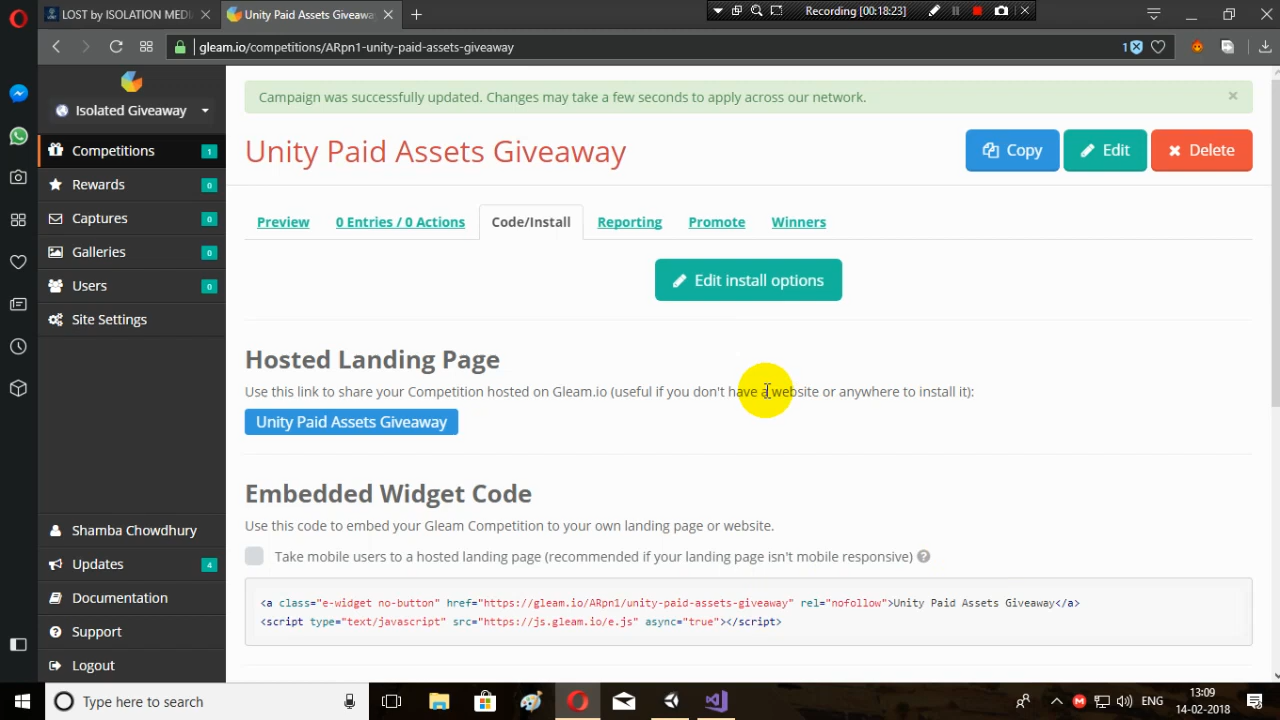 LOST by ISOLATION MEDI
Unity Paid Assets Giveawa
Recording [00:18:23]
gleam.io/competitions/ARpn1-unity-paid-assets-giveaway
1
Isolated Giveaway
Competitions 1
Rewards 0
Captures 0
Galleries 0
Users 0
Site Settings
Shamba Chowdhury
Updates 4
Documentation
Support
Logout
Campaign was successfully updated. Changes may take a few seconds to apply across our network.
Unity Paid Assets Giveaway
Copy Edit Delete
Preview 0 Entries / 0 Actions Code/Install Reporting Promote Winners
Edit install options
Hosted Landing Page
Use this link to share your Competition hosted on Gleam.io (useful if you don't have a website or anywhere to install it):
Unity Paid Assets Giveaway
Embedded Widget Code
Use this code to embed your Gleam Competition to your own landing page or website.
Take mobile users to a hosted landing page (recommended if your landing page isn't mobile responsive)
<a class="e-widget no-button" href="https://gleam.io/ARpn1/unity-paid-assets-giveaway" rel="nofollow">Unity Paid Assets Giveaway</a>
<script type="text/javascript" src="https://js.gleam.io/e.js" async="true"></script>
Type here to search
ENG
13:09
14-02-2018